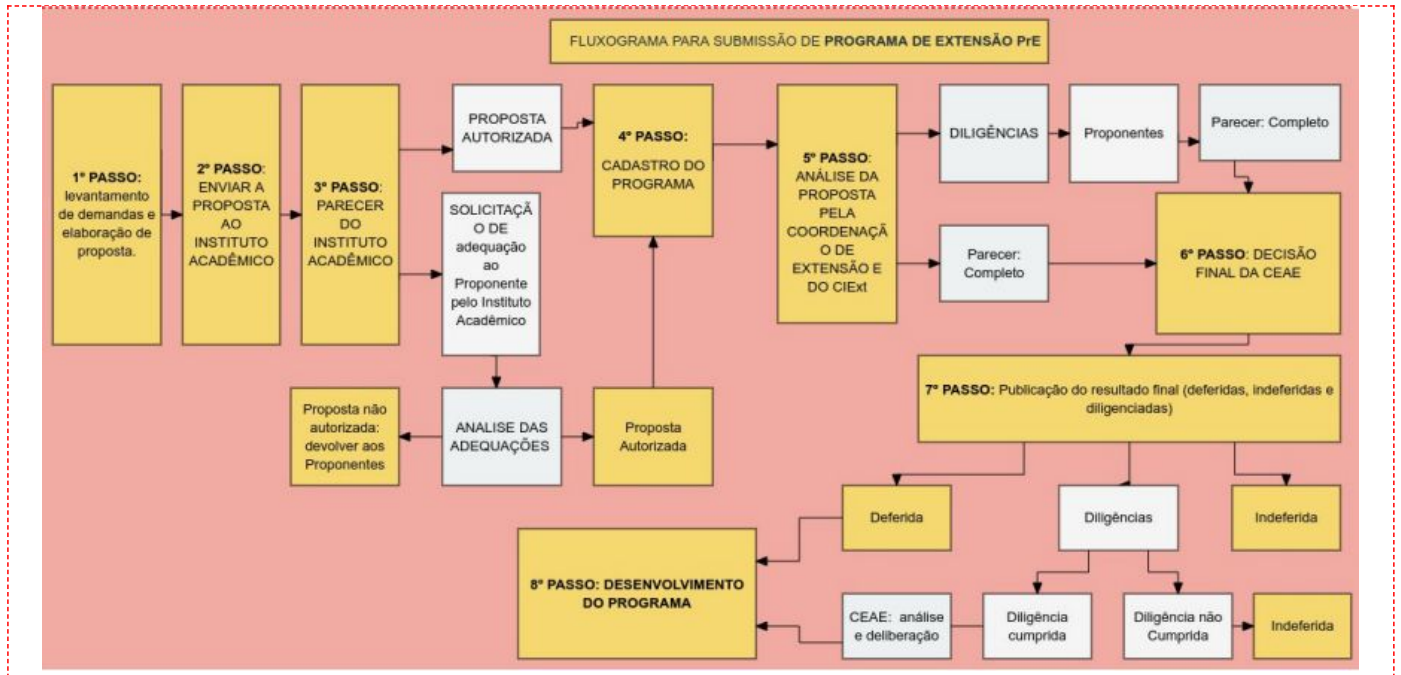 FLUXOGRAMA PARA SUBMISSÃO DE PROGRAMA DE EXTENSÃO PrE
1º PASSO:
levantamento
de demandas e
elaboração de
proposta.
2º PASSO:
ENVIAR A
PROPOSTA
AO
INSTITUTO
ACADÊMICO
3º PASSO:
PARECER
DO
INSTITUTO
ACADÊMICO
PROPOSTA
AUTORIZADA
SOLICITAÇÃ
O DE
adequação
ao
Proponente
pelo Instituto
Acadêmico
ANALISE DAS
ADEQUAÇÕES
Proposta não
autorizada:
devolver aos
Proponentes
Proposta
Autorizada
4º PASSO:
CADASTRO DO
PROGRAMA
5º PASSO:
ANÁLISE DA
PROPOSTA
PELA
COORDENAÇÃ
O DE
EXTENSÃO E
DO CIExt
DILIGÊNCIAS
Proponentes
Parecer: Completo
Parecer:
Completo
6º PASSO: DECISÃO
FINAL DA CEAE
7º PASSO: Publicação do resultado final (deferidas, indeferidas e
diligenciadas)
Deferida
Diligências
Indeferida
8º PASSO: DESENVOLVIMENTO
DO PROGRAMA
CEAE: análise
e deliberação
Diligência
cumprida
Diligência não
Cumprida
Indeferida